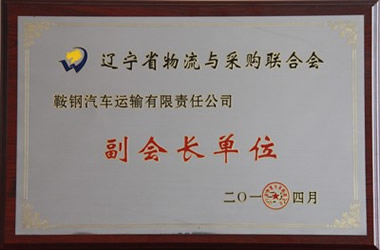 辽宁省物流与采购联合会
鞍钢汽车运输有限责任公司
副会长单位
二〇一 四月